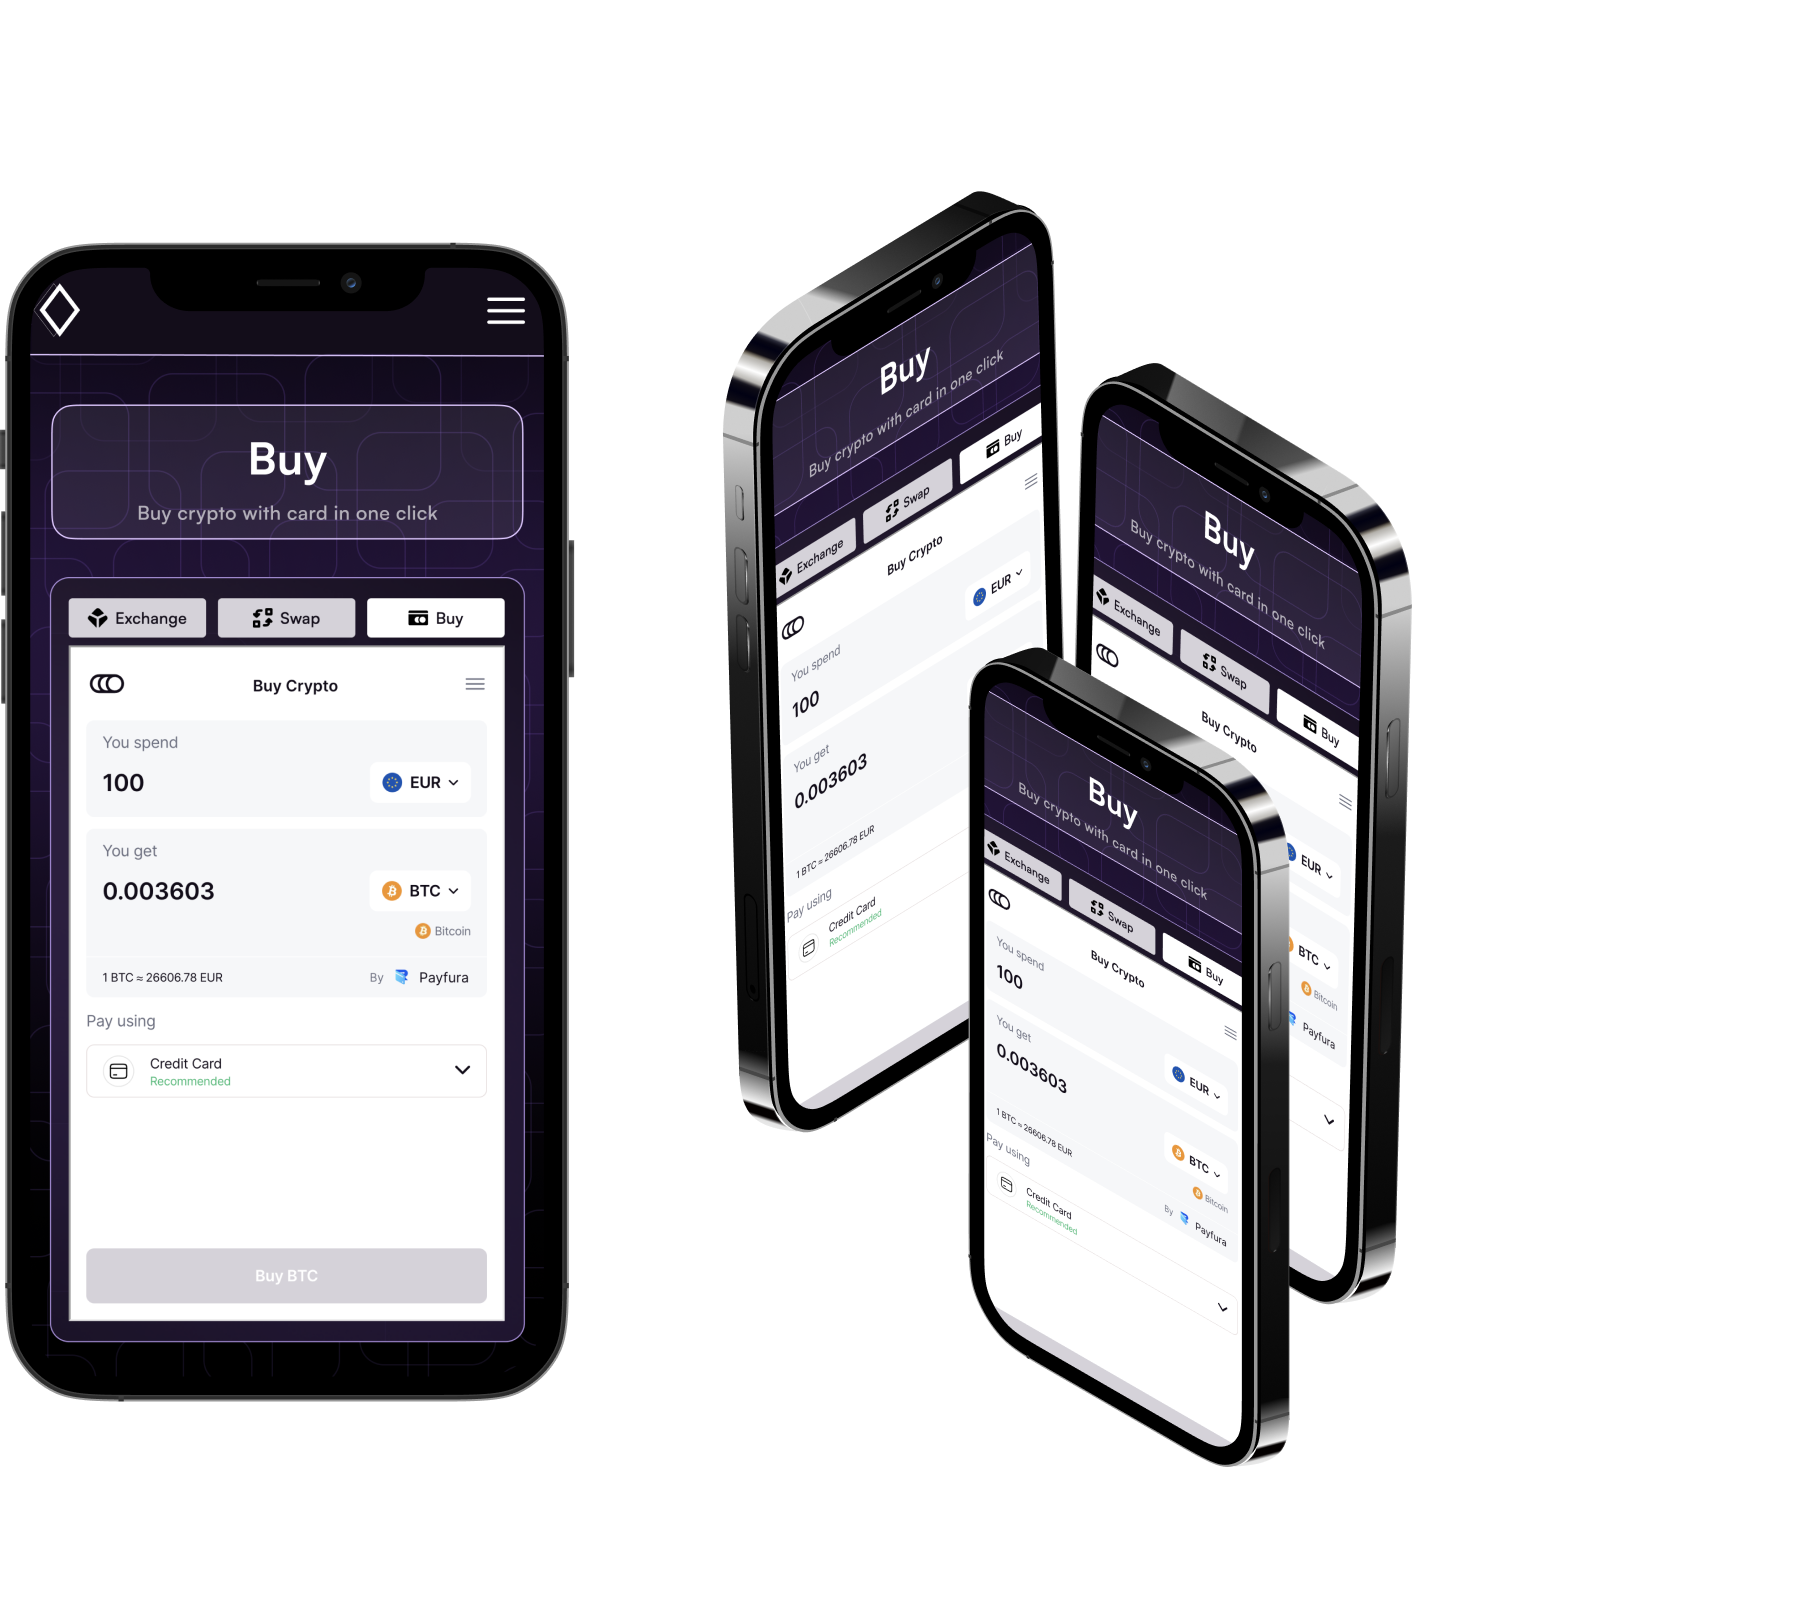 Buy
Buy crypto with card in one click
Exchange Swap Buy
Buy Crypto
You spend
100 EUR
You get
0.003603 BTC
Bitcoin
1 BTC ≈ 26606.78 EUR By Payfura
Pay using
Credit Card
Recommended
Buy BTC
Buy
Buy crypto with card in one click
Exchange Swap Buy
Buy Crypto
You spend
100 EUR
You get
0.003603
1 BTC ≈ 26606.78 EUR
Pay using
Credit Card
Recommended
Buy
Buy crypto with card in one click
Exchange Swap Buy
Buy Crypto
EUR
BTC
Bitcoin
Payfura
Buy
Buy crypto with card in one click
Exchange Swap Buy
Buy Crypto
You spend
100 EUR
You get
0.003603 BTC
Bitcoin
1 BTC ≈ 26606.78 EUR By Payfura
Pay using
Credit Card
Recommended